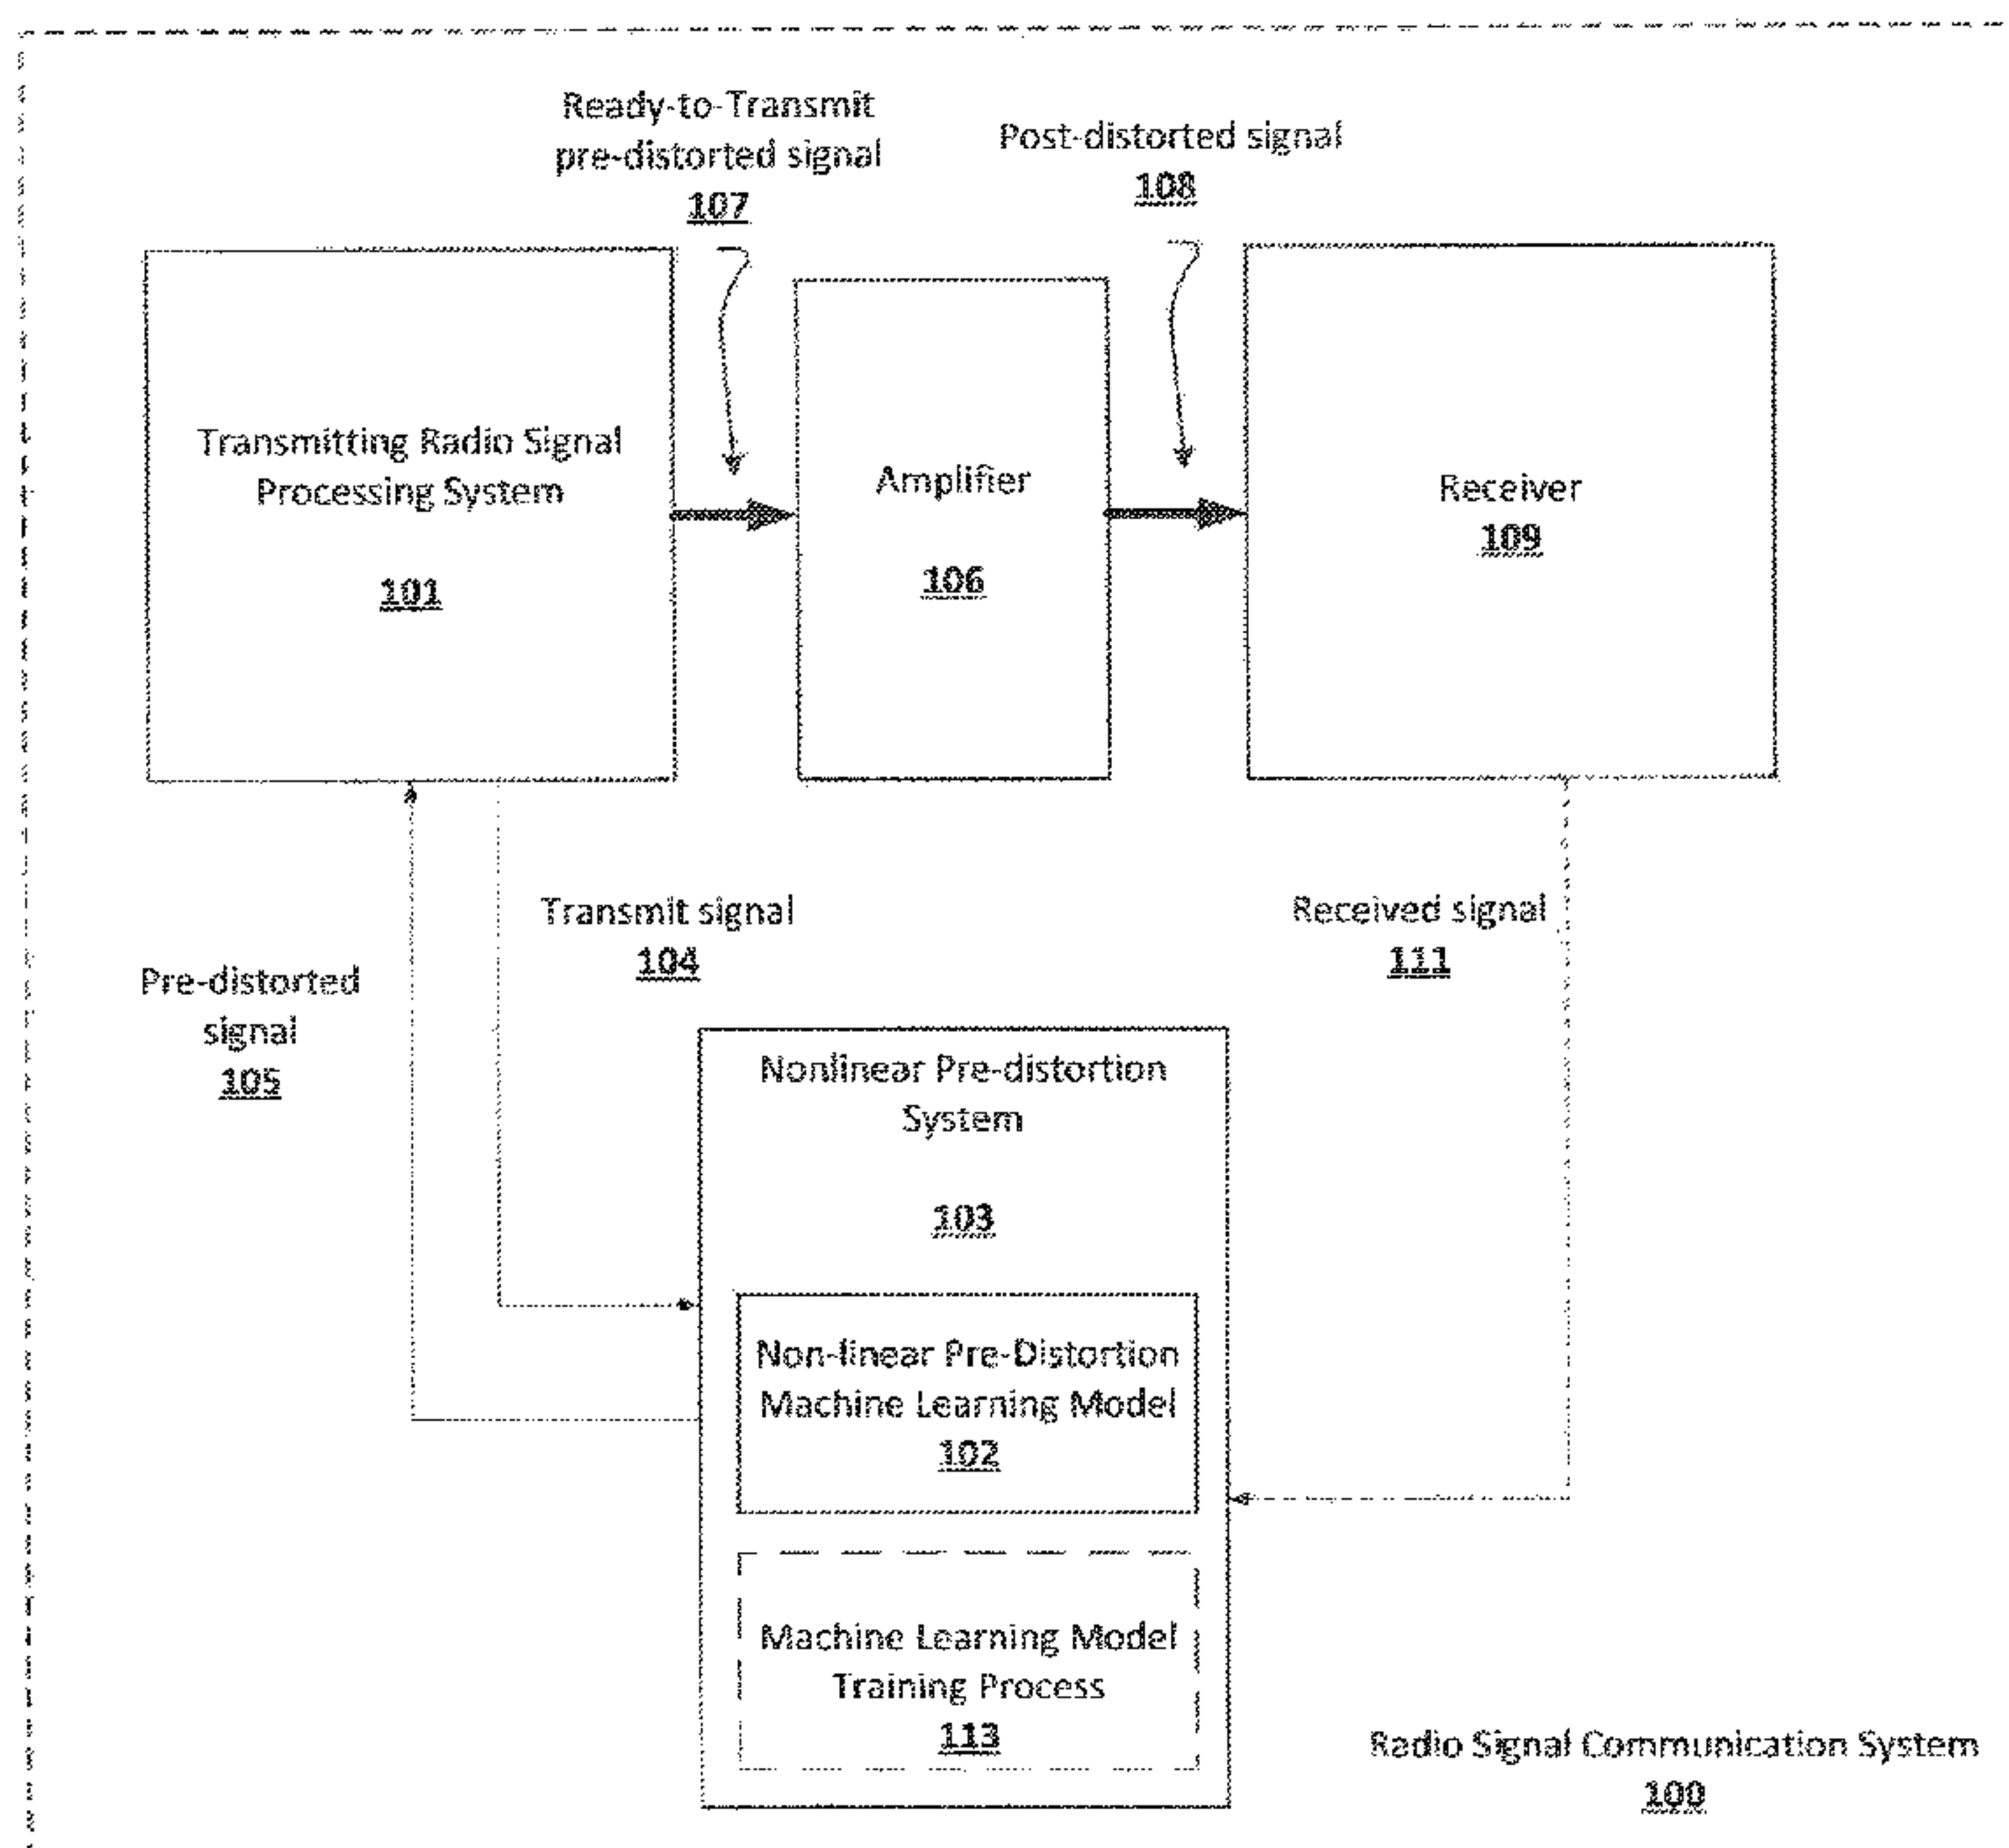 Ready-to-Transmit
pre-distorted signal
107
Post-distorted signal
108
Transmitting Radio Signal
Processing System
101
Amplifier
106
Receiver
109
Transmit signal
104
Received signal
111
Pre-distorted
signal
105
Nonlinear Pre-distortion
System
103
Non-linear Pre-Distortion
Machine Learning Model
102
Machine Learning Model
Training Process
113
Radio Signal Communication System
100